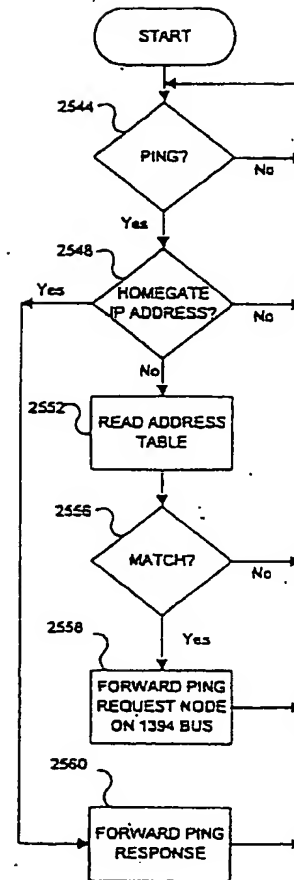 START
2544
PING?
No
Yes
2548
Yes
HOMEGATE
IP ADDRESS?
No
No
2552
READ ADDRESS
TABLE
2556
MATCH?
No
Yes
2558
FORWARD PING
REQUEST NODE
ON 1394 BUS
2560
FORWARD PING
RESPONSE